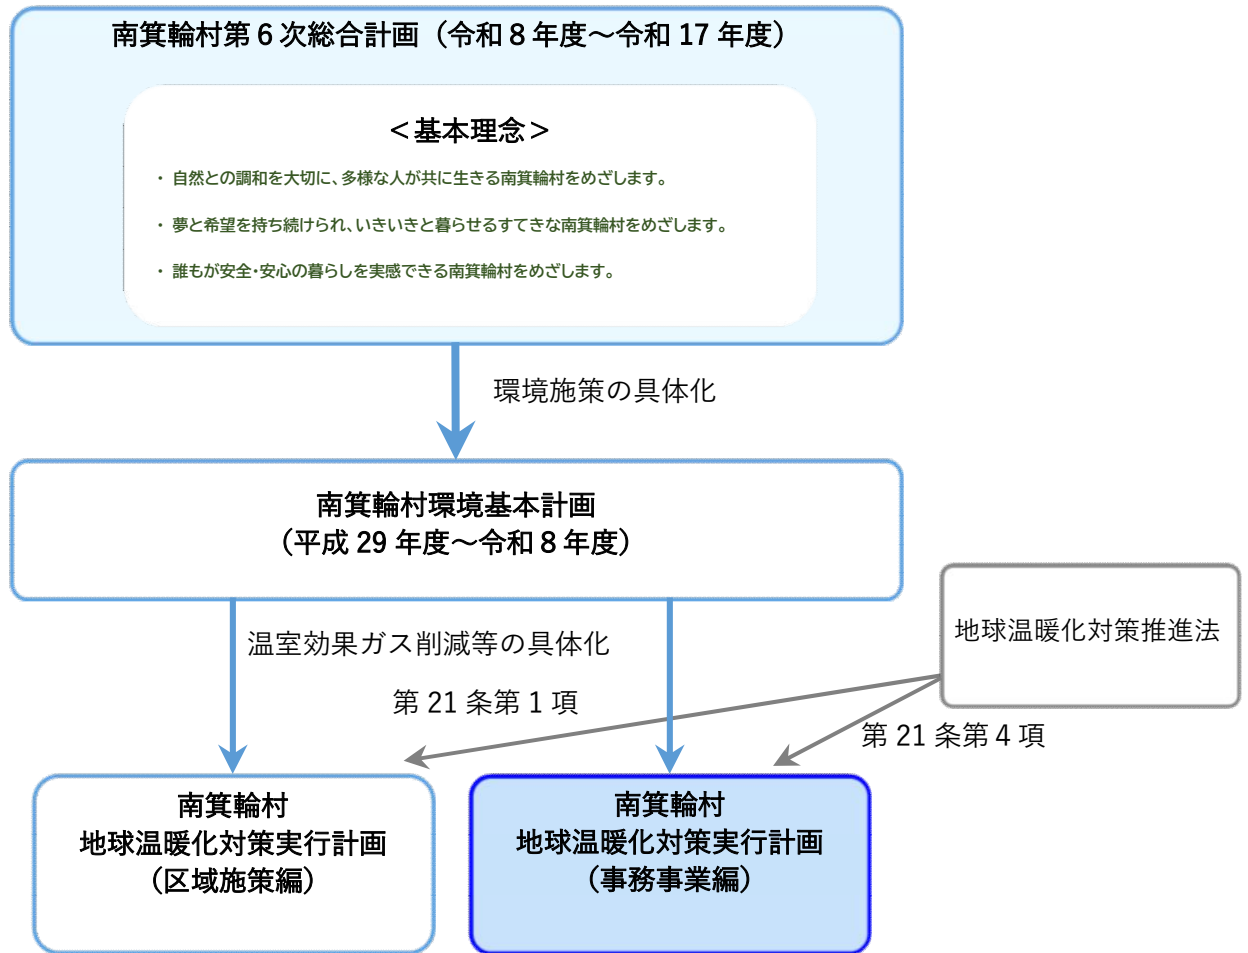 南箕輪村第６次総合計画（令和８年度～令和 17 年度）
＜基本理念＞
・ 自然との調和を大切に、多様な人が共に生きる南箕輪村をめざします。
・ 夢と希望を持ち続けられ、いきいきと暮らせるすてきな南箕輪村をめざします。
・ 誰もが安全・安心の暮らしを実感できる南箕輪村をめざします。
環境施策の具体化
南箕輪村環境基本計画
（平成 29 年度～令和８年度）
地球温暖化対策推進法
温室効果ガス削減等の具体化
第 21 条第１項
第 21 条第４項
南箕輪村
地球温暖化対策実行計画
（区域施策編）
南箕輪村
地球温暖化対策実行計画
（事務事業編）